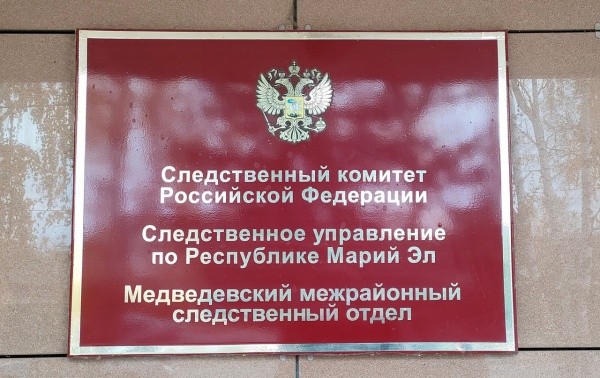 Следственный комитет
Российской Федерации
Следственное управление
по Республике Марий Эл
Медведевский межрайонный
следственный отдел